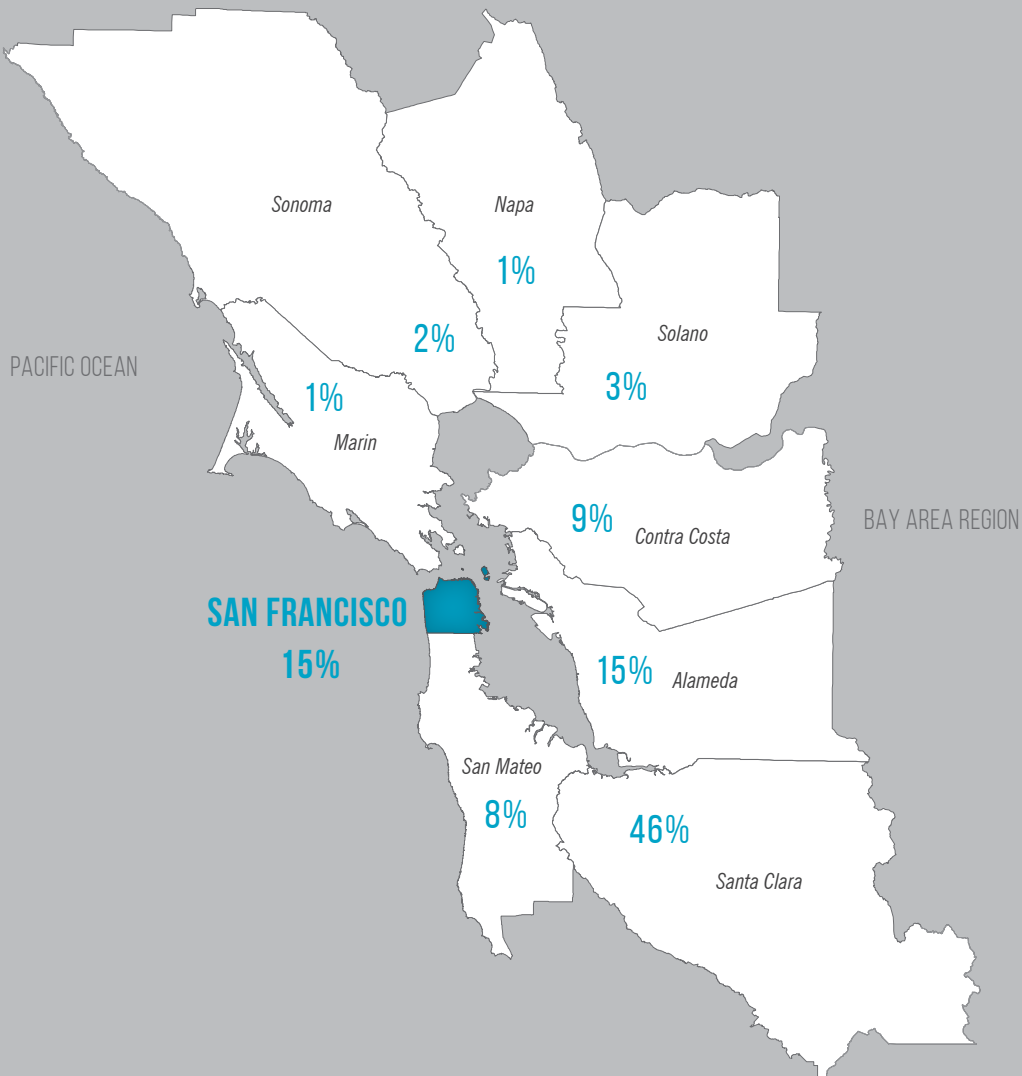 Sonoma
Napa
1%
2%
Solano
3%
PACIFIC OCEAN
1%
Marin
9%
Contra Costa
BAY AREA REGION
SAN FRANCISCO
15%
15%
Alameda
San Mateo
8%
46%
Santa Clara